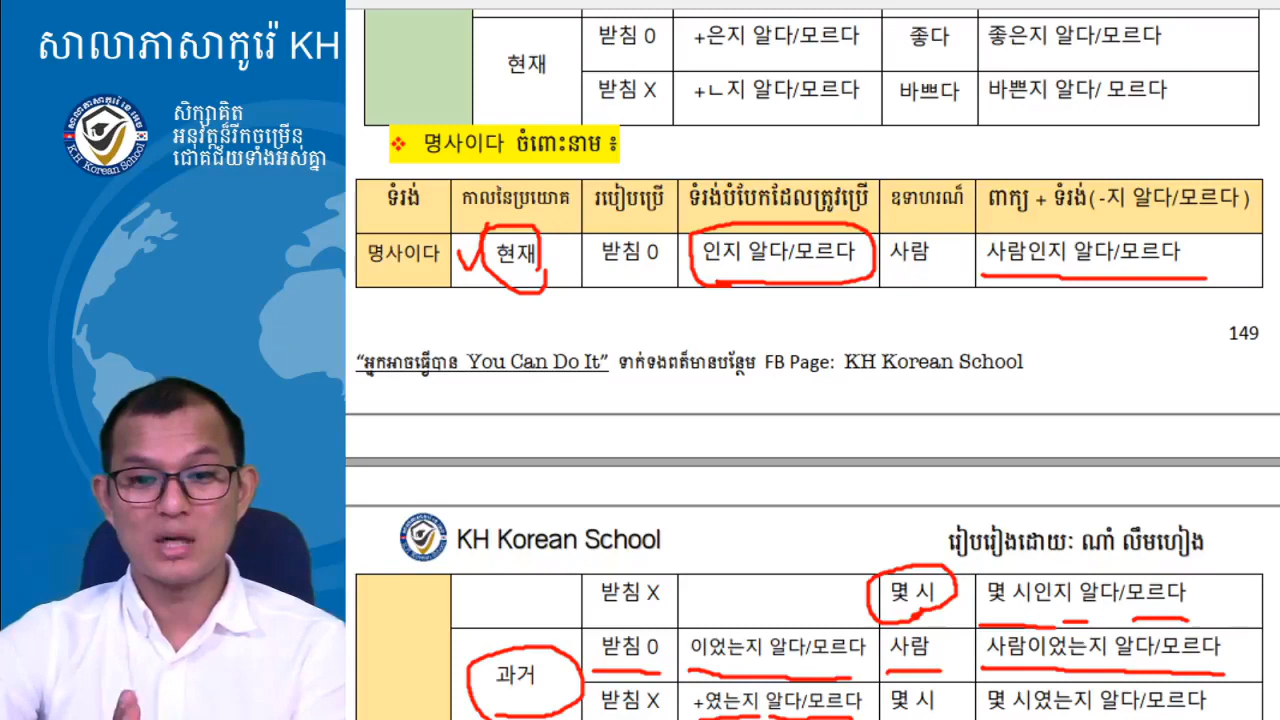 សាលាភាសាកូរ៉េ KH
សិក្សាគិត
អនុវត្តន៍រីកចម្រើន
ជោគជ័យទាំងអស់គ្នា
KH Korean School
현재
받침 0
+은지 알다/모르다
좋다
좋은지 알다/모르다
받침 X
+ㄴ지 알다/모르다
바쁘다
바쁜지 알다/ 모르다
❖ 명사이다 ចំពោះនាម ៖
ទំរង់ កាលនៃប្រយោគ របៀបប្រើ ទំរង់បំបែកដែលត្រូវប្រើ ឧទាហរណ៏ ពាក្យ + ទំរង់(-지 알다/모르다)
명사이다 현재 받침 0 인지 알다/모르다 사람 사람인지 알다/모르다
149
“អ្នកអាចធ្វើបាន You Can Do It” ទាក់ទងពត៌មានបន្ថែម FB Page: KH Korean School
KH Korean School រៀបរៀងដោយៈ ណាំ លឹមហៀង
받침 X 몇 시 몇 시인지 알다/모르다
과거
받침 0 이었는지 알다/모르다 사람 사람이었는지 알다/모르다
받침 X +였는지 알다/모르다 몇 시 몇 시였는지 알다/모르다